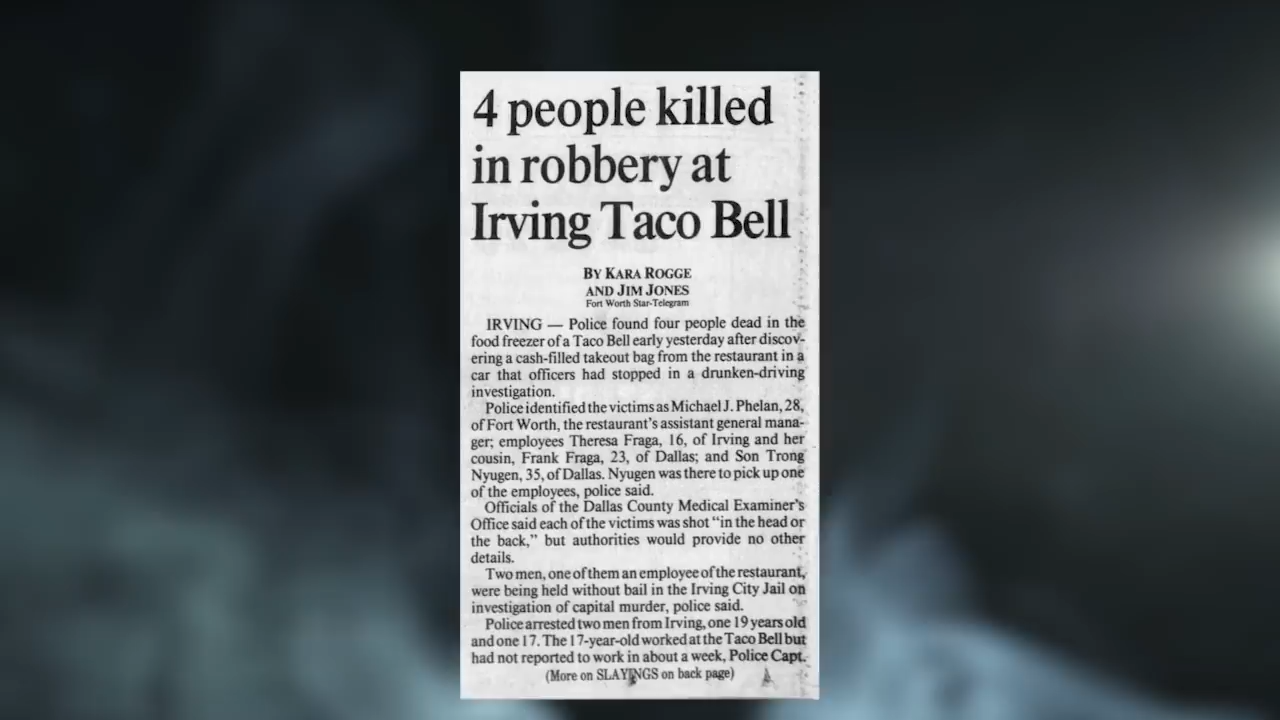 4 people killed
in robbery at
Irving Taco Bell
BY KARA ROGGE
AND JIM JONES
Fort Worth Star-Telegram
IRVING — Police found four people dead in the
food freezer of a Taco Bell early yesterday after discov-
ering a cash-filled takeout bag from the restaurant in a
car that officers had stopped in a drunken-driving
investigation.
Police identified the victims as Michael J. Phelan, 28,
of Fort Worth, the restaurant's assistant general mana-
ger; employees Theresa Fraga, 16, of Irving and her
cousin, Frank Fraga, 23, of Dallas; and Son Trong
Nyugen, 35, of Dallas. Nyugen was there to pick up one
of the employees, police said.
Officials of the Dallas County Medical Examiner's
Office said each of the victims was shot "in the head or
the back," but authorities would provide no other
details.
Two men, one of them an employee of the restaurant,
were being held without bail in the Irving City Jail on
investigation of capital murder, police said.
Police arrested two men from Irving, one 19 years old
and one 17. The 17-year-old worked at the Taco Bell but
had not reported to work in about a week, Police Capt.
(More on SLAYINGS on back page)